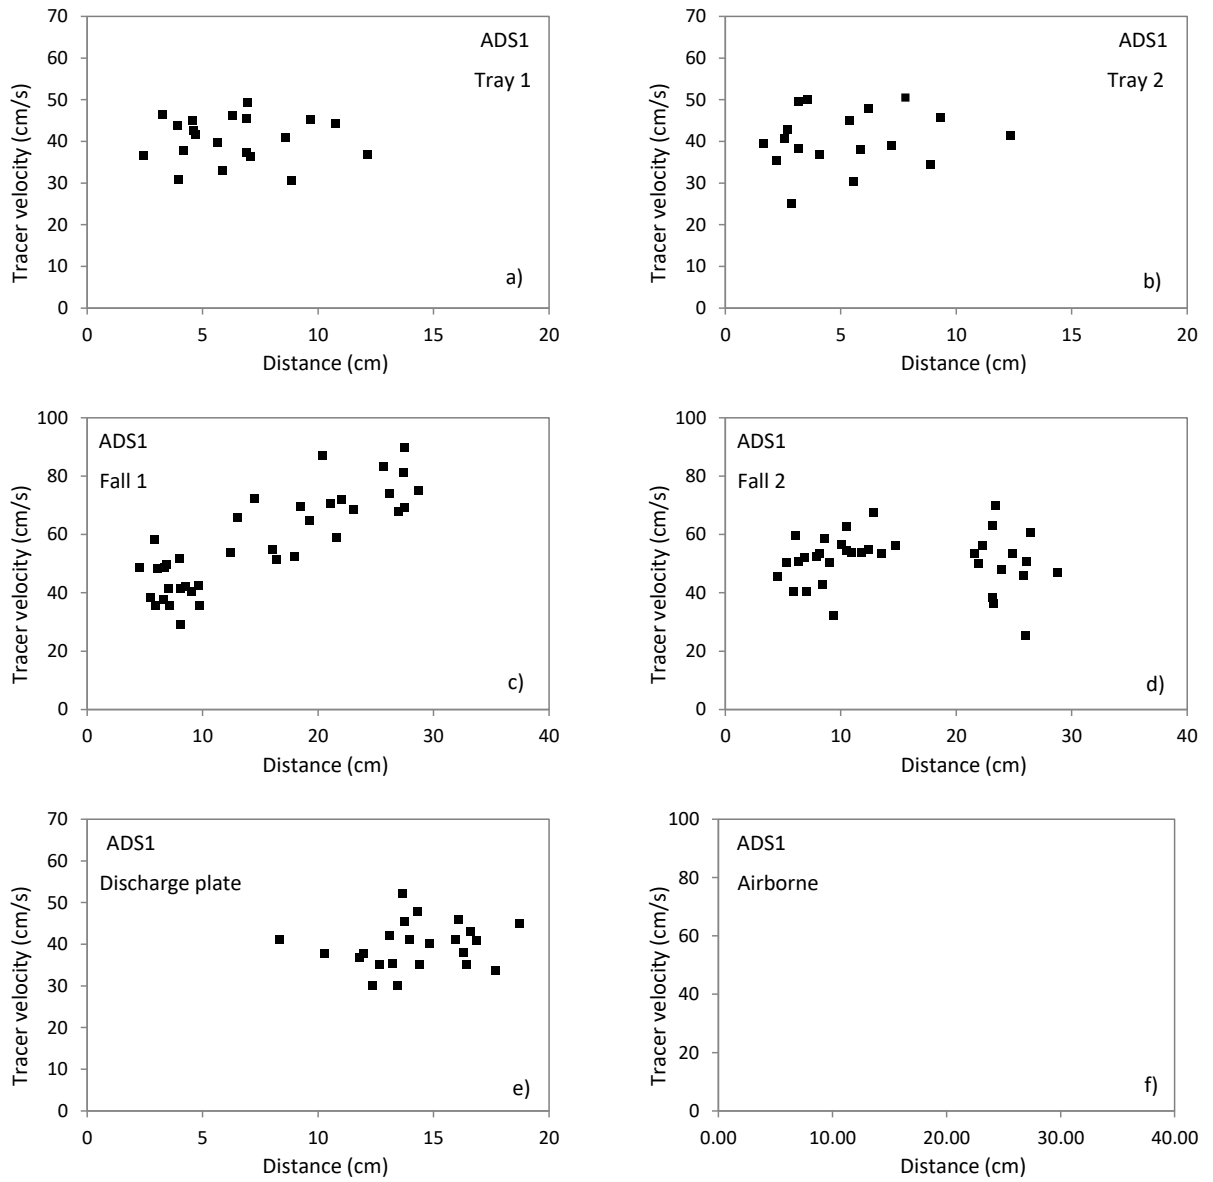 70
60
50
40
30
20
10
0
Tracer velocity (cm/s)
ADS1
Tray 1
a)
0 5 10 15 20
Distance (cm)
70
60
50
40
30
20
10
0
Tracer velocity (cm/s)
ADS1
Tray 2
b)
0 5 10 15 20
Distance (cm)
100
80
60
40
20
0
Tracer velocity (cm/s)
ADS1
Fall 1
c)
0 10 20 30 40
Distance (cm)
100
80
60
40
20
0
Tracer velocity (cm/s)
ADS1
Fall 2
d)
0 10 20 30 40
Distance (cm)
70
60
50
40
30
20
10
0
Tracer velocity (cm/s)
ADS1
Discharge plate
e)
0 5 10 15 20
Distance (cm)
100
80
60
40
20
0
Tracer velocity (cm/s)
ADS1
Airborne
f)
0.00 10.00 20.00 30.00 40.00
Distance (cm)